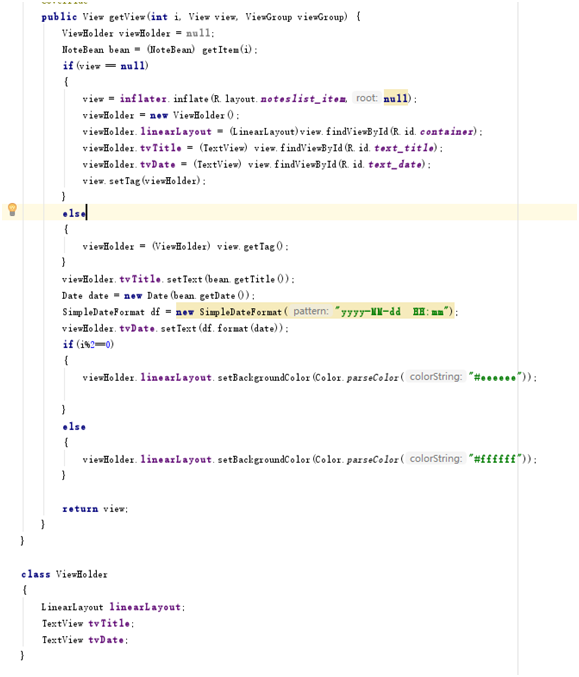 public View getView(int i, View view, ViewGroup viewGroup) {
ViewHolder viewHolder = null;
NoteBean bean = (NoteBean) getItem(i);
if(view == null)
{
view = inflater.inflate(R.layout.noteslist_item, root: null);
viewHolder = new ViewHolder();
viewHolder.linearLayout = (LinearLayout)view.findViewById(R.id.container);
viewHolder.tvTitle = (TextView) view.findViewById(R.id.text_title);
viewHolder.tvDate = (TextView) view.findViewById(R.id.text_date);
view.setTag(viewHolder);
}
else
{
viewHolder = (ViewHolder) view.getTag();
}
viewHolder.tvTitle.setText(bean.getTitle());
Date date = new Date(bean.getDate());
SimpleDateFormat df = new SimpleDateFormat( pattern: "yyyy-MM-dd  HH:mm");
viewHolder.tvDate.setText(df.format(date));
if(i%2==0)
{
viewHolder.linearLayout.setBackgroundColor(Color.parseColor( colorString: "#eeeeee"));
}
else
{
viewHolder.linearLayout.setBackgroundColor(Color.parseColor( colorString: "#ffffff"));
}
return view;
}
}
class ViewHolder
{
LinearLayout linearLayout;
TextView tvTitle;
TextView tvDate;
}